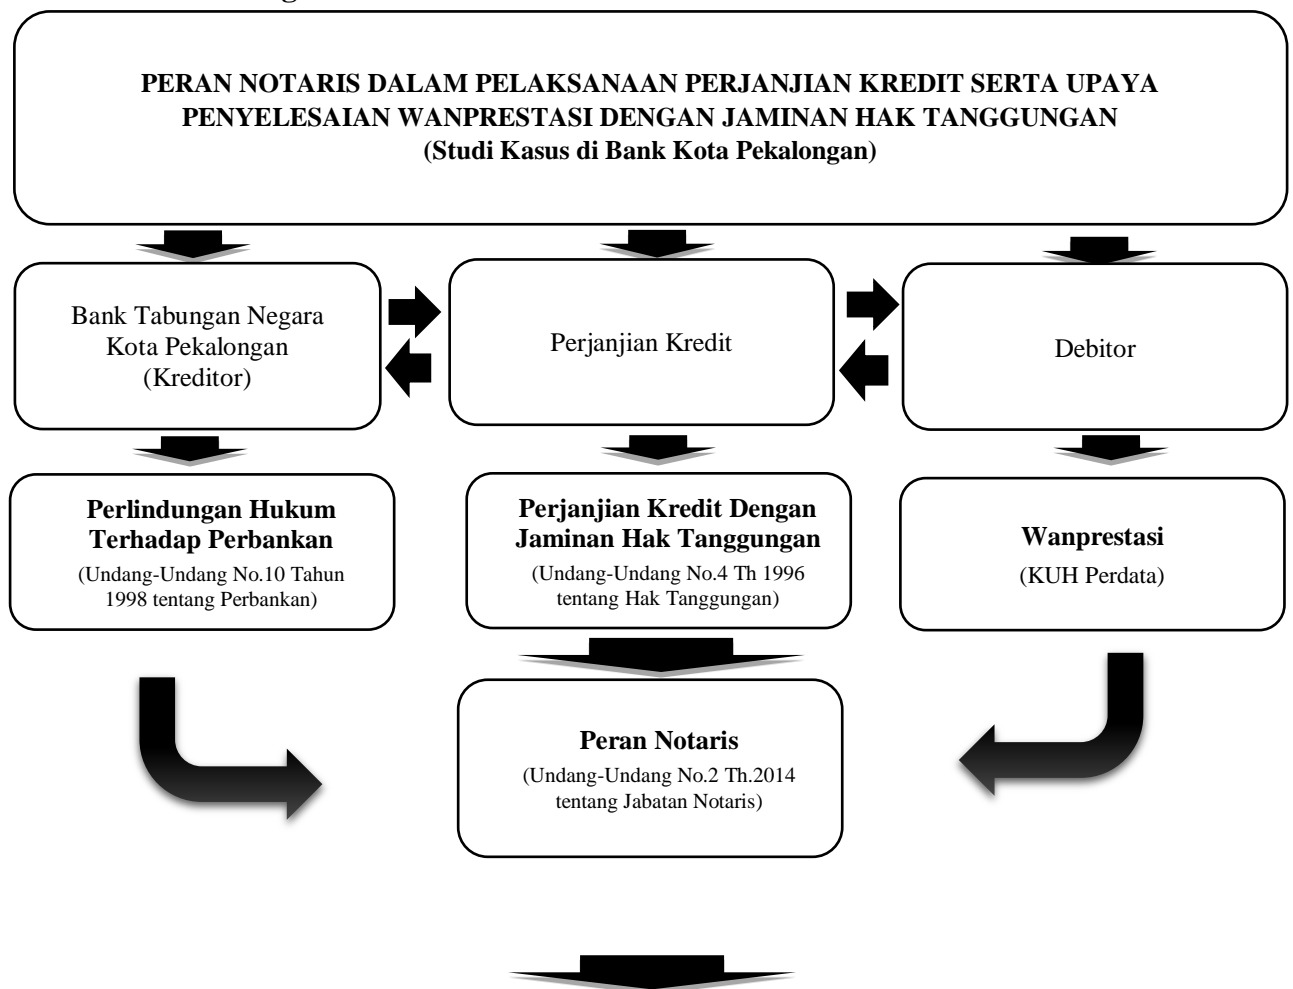 PERAN NOTARIS DALAM PELAKSANAAN PERJANJIAN KREDIT SERTA UPAYA
PENYELESAIAN WANPRESTASI DENGAN JAMINAN HAK TANGGUNGAN
(Studi Kasus di Bank Kota Pekalongan)
Bank Tabungan Negara
Kota Pekalongan
(Kreditor)
Perjanjian Kredit
Debitor
Perlindungan Hukum
Terhadap Perbankan
(Undang-Undang No.10 Tahun
1998 tentang Perbankan)
Perjanjian Kredit Dengan
Jaminan Hak Tanggungan
(Undang-Undang No.4 Th 1996
tentang Hak Tanggungan)
Wanprestasi
(KUH Perdata)
Peran Notaris
(Undang-Undang No.2 Th.2014
tentang Jabatan Notaris)